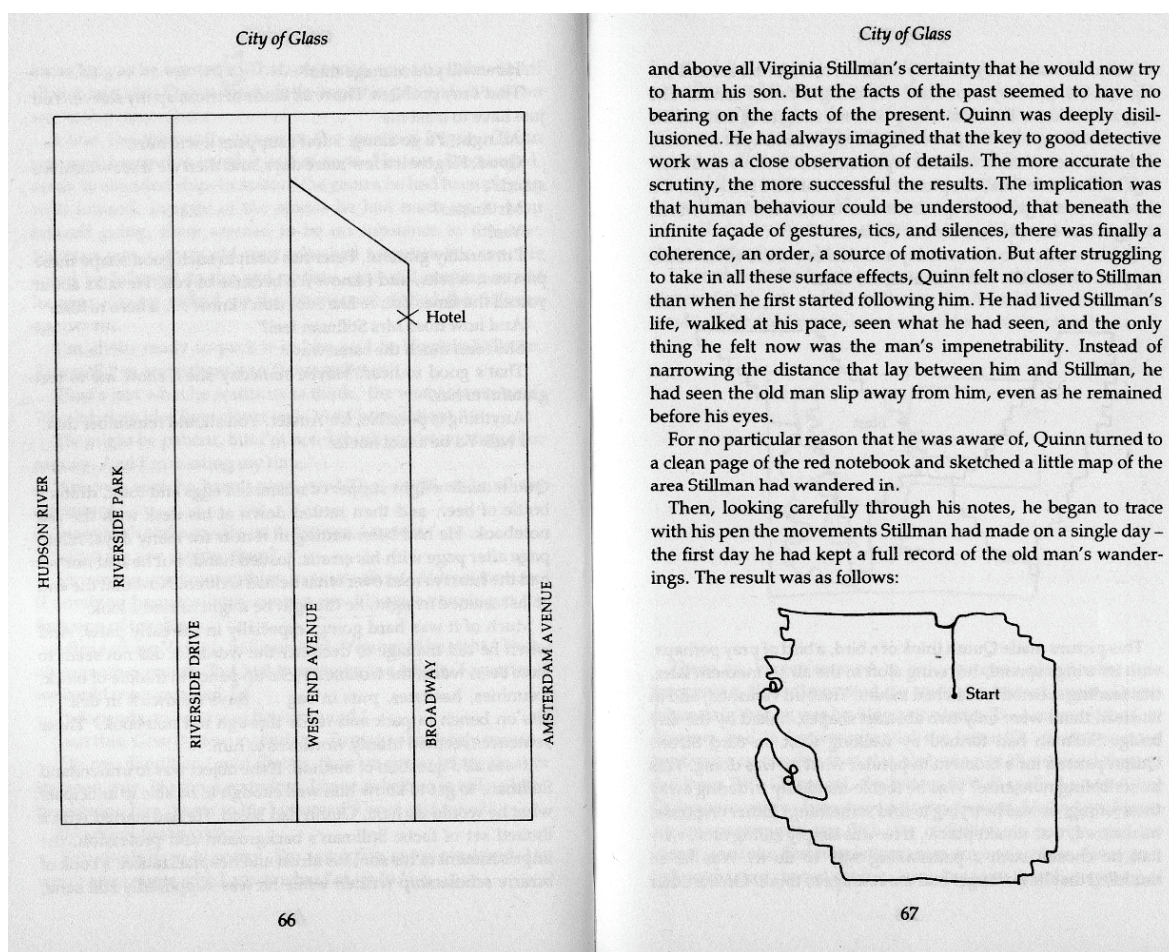 City of Glass
Hotel
HUDSON RIVER
RIVERSIDE PARK
RIVERSIDE DRIVE
WEST END AVENUE
BROADWAY
AMSTERDAM AVENUE
66
City of Glass
and above all Virginia Stillman's certainty that he would now try
to harm his son. But the facts of the past seemed to have no
bearing on the facts of the present. Quinn was deeply disil-
lusioned. He had always imagined that the key to good detective
work was a close observation of details. The more accurate the
scrutiny, the more successful the results. The implication was
that human behaviour could be understood, that beneath the
infinite façade of gestures, tics, and silences, there was finally a
coherence, an order, a source of motivation. But after struggling
to take in all these surface effects, Quinn felt no closer to Stillman
than when he first started following him. He had lived Stillman's
life, walked at his pace, seen what he had seen, and the only
thing he felt now was the man's impenetrability. Instead of
narrowing the distance that lay between him and Stillman, he
had seen the old man slip away from him, even as he remained
before his eyes.
For no particular reason that he was aware of, Quinn turned to
a clean page of the red notebook and sketched a little map of the
area Stillman had wandered in.
Then, looking carefully through his notes, he began to trace
with his pen the movements Stillman had made on a single day –
the first day he had kept a full record of the old man's wander-
ings. The result was as follows:
Start
67